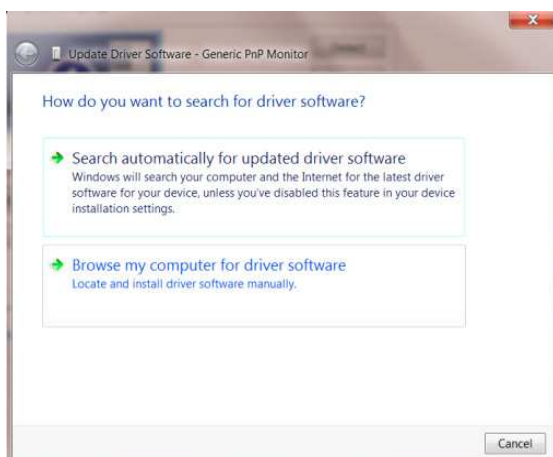 Update Driver Software - Generic PnP Monitor
How do you want to search for driver software?
Search automatically for updated driver software
Windows will search your computer and the Internet for the latest driver
software for your device, unless you've disabled this feature in your device
installation settings.
Browse my computer for driver software
Locate and install driver software manually.
Cancel